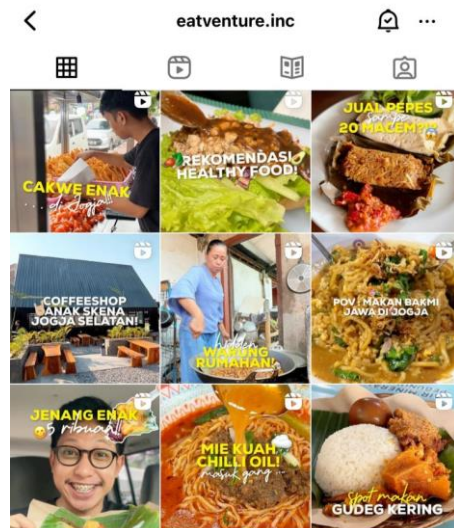 eatventure.inc
CAKWE ENAK
... di Jogja!
REKOMENDASI
HEALTHY FOOD!
JUAL PEPES
sampe
20 MACEM??
COFFEESHOP
ANAK SKENA
JOGJA SELATAN!
hidden
WARUNG
RUMAHAN!
POV : MAKAN BAKMI
JAWA DI JOGJA
JENANG ENAK
5 ribuan!!
MIE KUAH
CHILLI OIL!
masuk gang ...
spot makan
GUDEG KERING